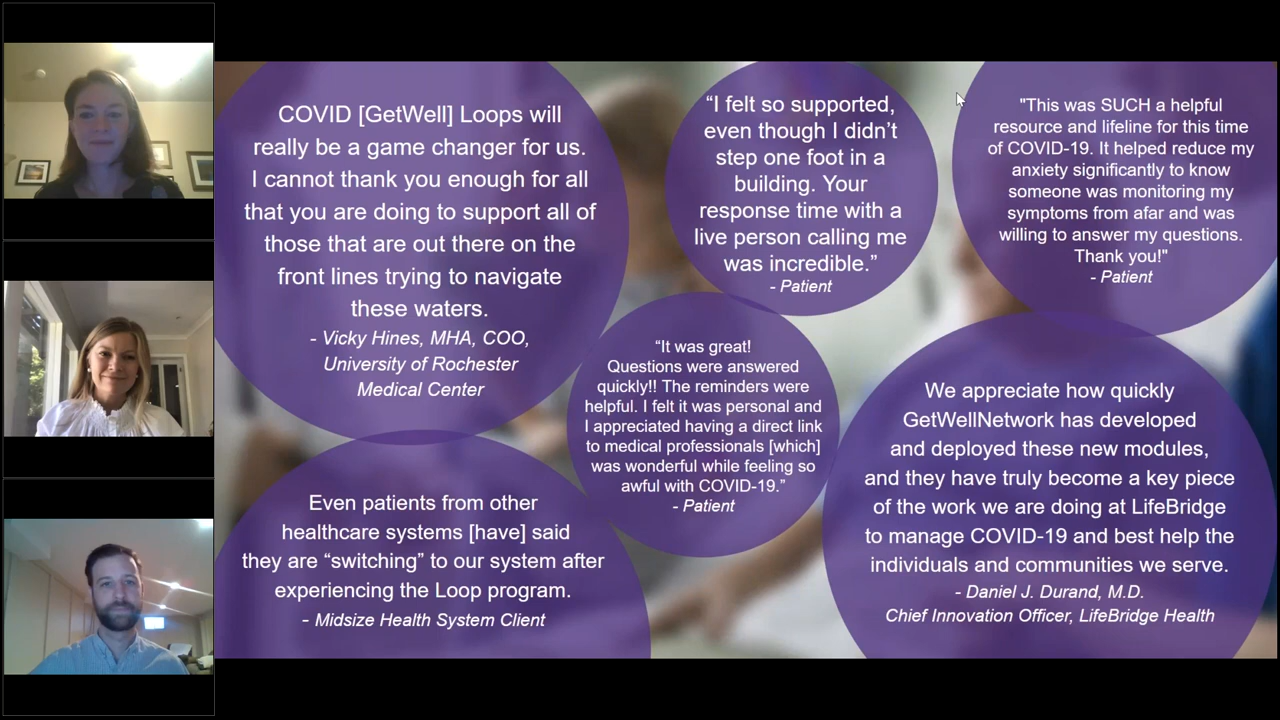 COVID [GetWell] Loops will
really be a game changer for us.
I cannot thank you enough for all
that you are doing to support all of
those that are out there on the
front lines trying to navigate
these waters.
- Vicky Hines, MHA, COO,
University of Rochester
Medical Center
“I felt so supported,
even though I didn’t
step one foot in a
building. Your
response time with a
live person calling me
was incredible.”
- Patient
"This was SUCH a helpful
resource and lifeline for this time
of COVID-19. It helped reduce my
anxiety significantly to know
someone was monitoring my
symptoms from afar and was
willing to answer my questions.
Thank you!"
- Patient
“It was great!
Questions were answered
quickly!! The reminders were
helpful. I felt it was personal and
I appreciated having a direct link
to medical professionals [which]
was wonderful while feeling so
awful with COVID-19.”
- Patient
Even patients from other
healthcare systems [have] said
they are “switching” to our system after
experiencing the Loop program.
- Midsize Health System Client
We appreciate how quickly
GetWellNetwork has developed
and deployed these new modules,
and they have truly become a key piece
of the work we are doing at LifeBridge
to manage COVID-19 and best help the
individuals and communities we serve.
- Daniel J. Durand, M.D.
Chief Innovation Officer, LifeBridge Health